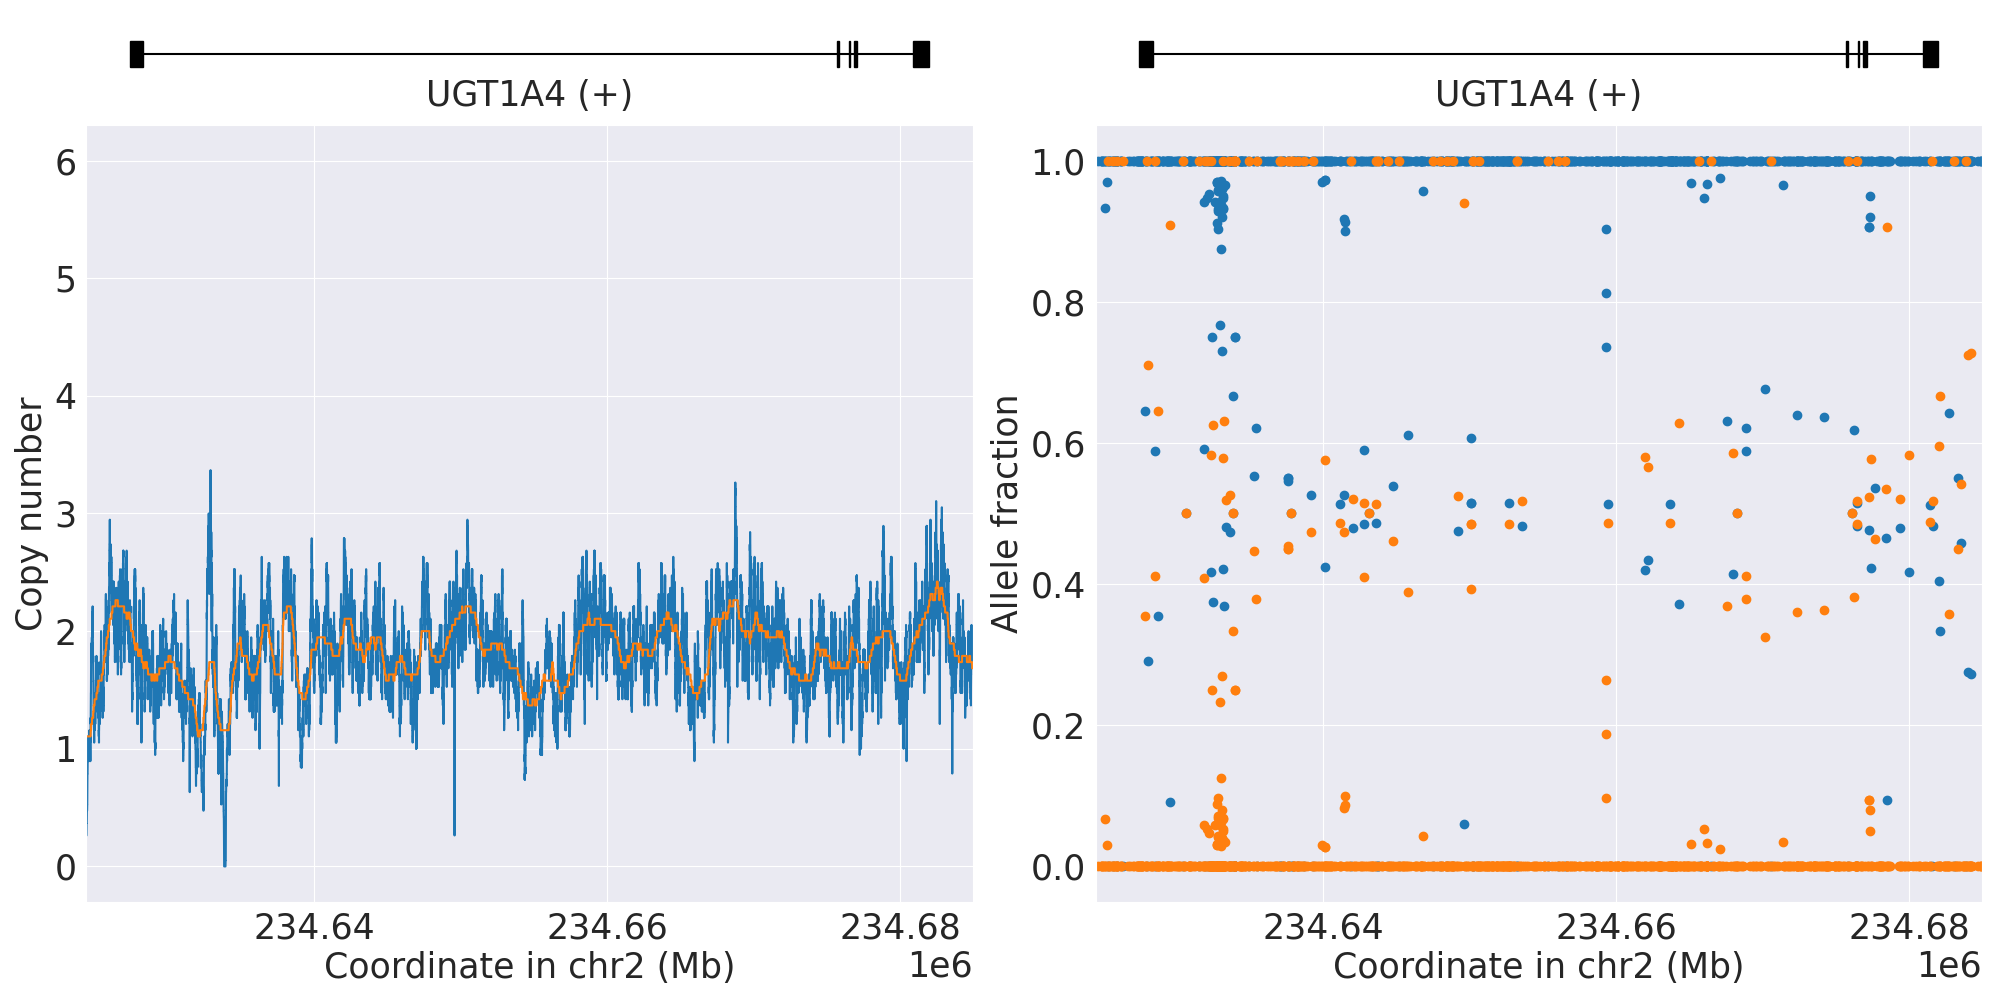 UGT1A4 (+)
6
5
4
3
2
1
0
Copy number
234.64 234.66 234.68
Coordinate in chr2 (Mb) 1e6
UGT1A4 (+)
1.0
0.8
0.6
0.4
0.2
0.0
Allele fraction
234.64 234.66 234.68
Coordinate in chr2 (Mb) 1e6